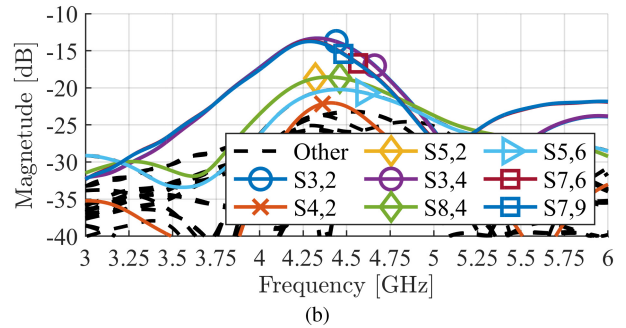 -10
-15
-20
-25
-30
-35
-40
Magnetude [dB]
Other S5,2 S5,6
S3,2 S3,4 S7,6
S4,2 S8,4 S7,9
3 3.25 3.5 3.75 4 4.25 4.5 4.75 5 5.25 5.5 5.75 6
Frequency [GHz]
(b)